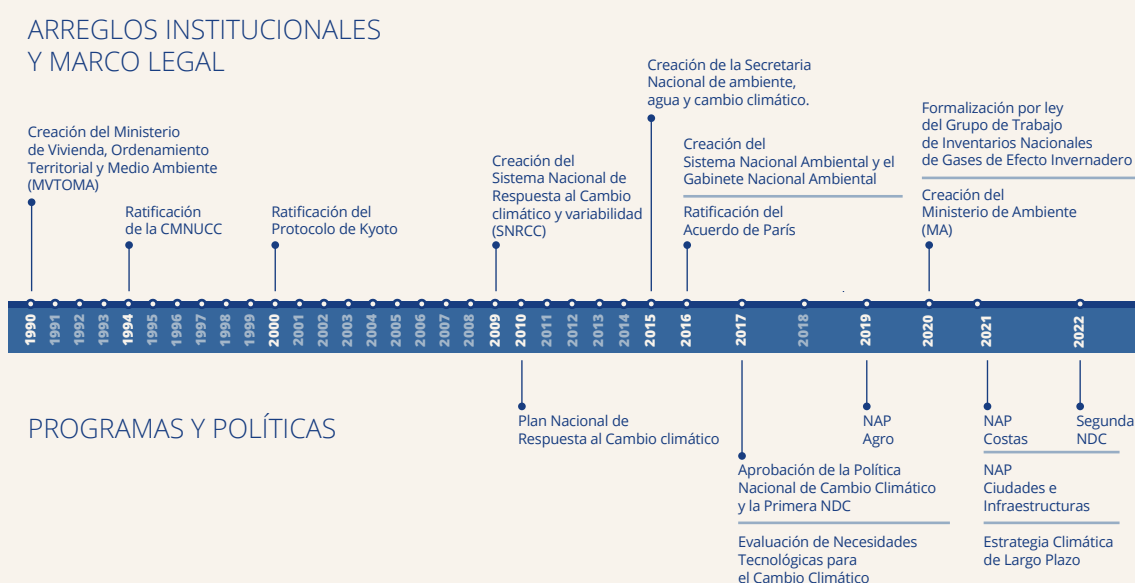 ARREGLOS INSTITUCIONALES
Y MARCO LEGAL
Creación del Ministerio
de Vivienda, Ordenamiento
Territorial y Medio Ambiente
(MVTOMA)
Ratificación
de la CMNUCC
Ratificación del
Protocolo de Kyoto
Creación del
Sistema Nacional de
Respuesta al Cambio
climático y variabilidad
(SNRCC)
Creación de la Secretaria
Nacional de ambiente,
agua y cambio climático.
Creación del
Sistema Nacional Ambiental y el
Gabinete Nacional Ambiental
Ratificación del
Acuerdo de París
Formalización por ley
del Grupo de Trabajo
de Inventarios Nacionales
de Gases de Efecto Invernadero
Creación del
Ministerio de Ambiente
(MA)
1990
1991
1992
1993
1994
1995
1996
1997
1998
1999
2000
2001
2002
2003
2004
2005
2006
2007
2008
2009
2010
2011
2012
2013
2014
2015
2016
2017
2018
2019
2020
2021
2022
PROGRAMAS Y POLÍTICAS
Plan Nacional de
Respuesta al Cambio climático
Aprobación de la Política
Nacional de Cambio Climático
y la Primera NDC
Evaluación de Necesidades
Tecnológicas para
el Cambio Climático
NAP
Agro
NAP
Costas
NAP
Ciudades e
Infraestructuras
Estrategia Climática
de Largo Plazo
Segunda
NDC